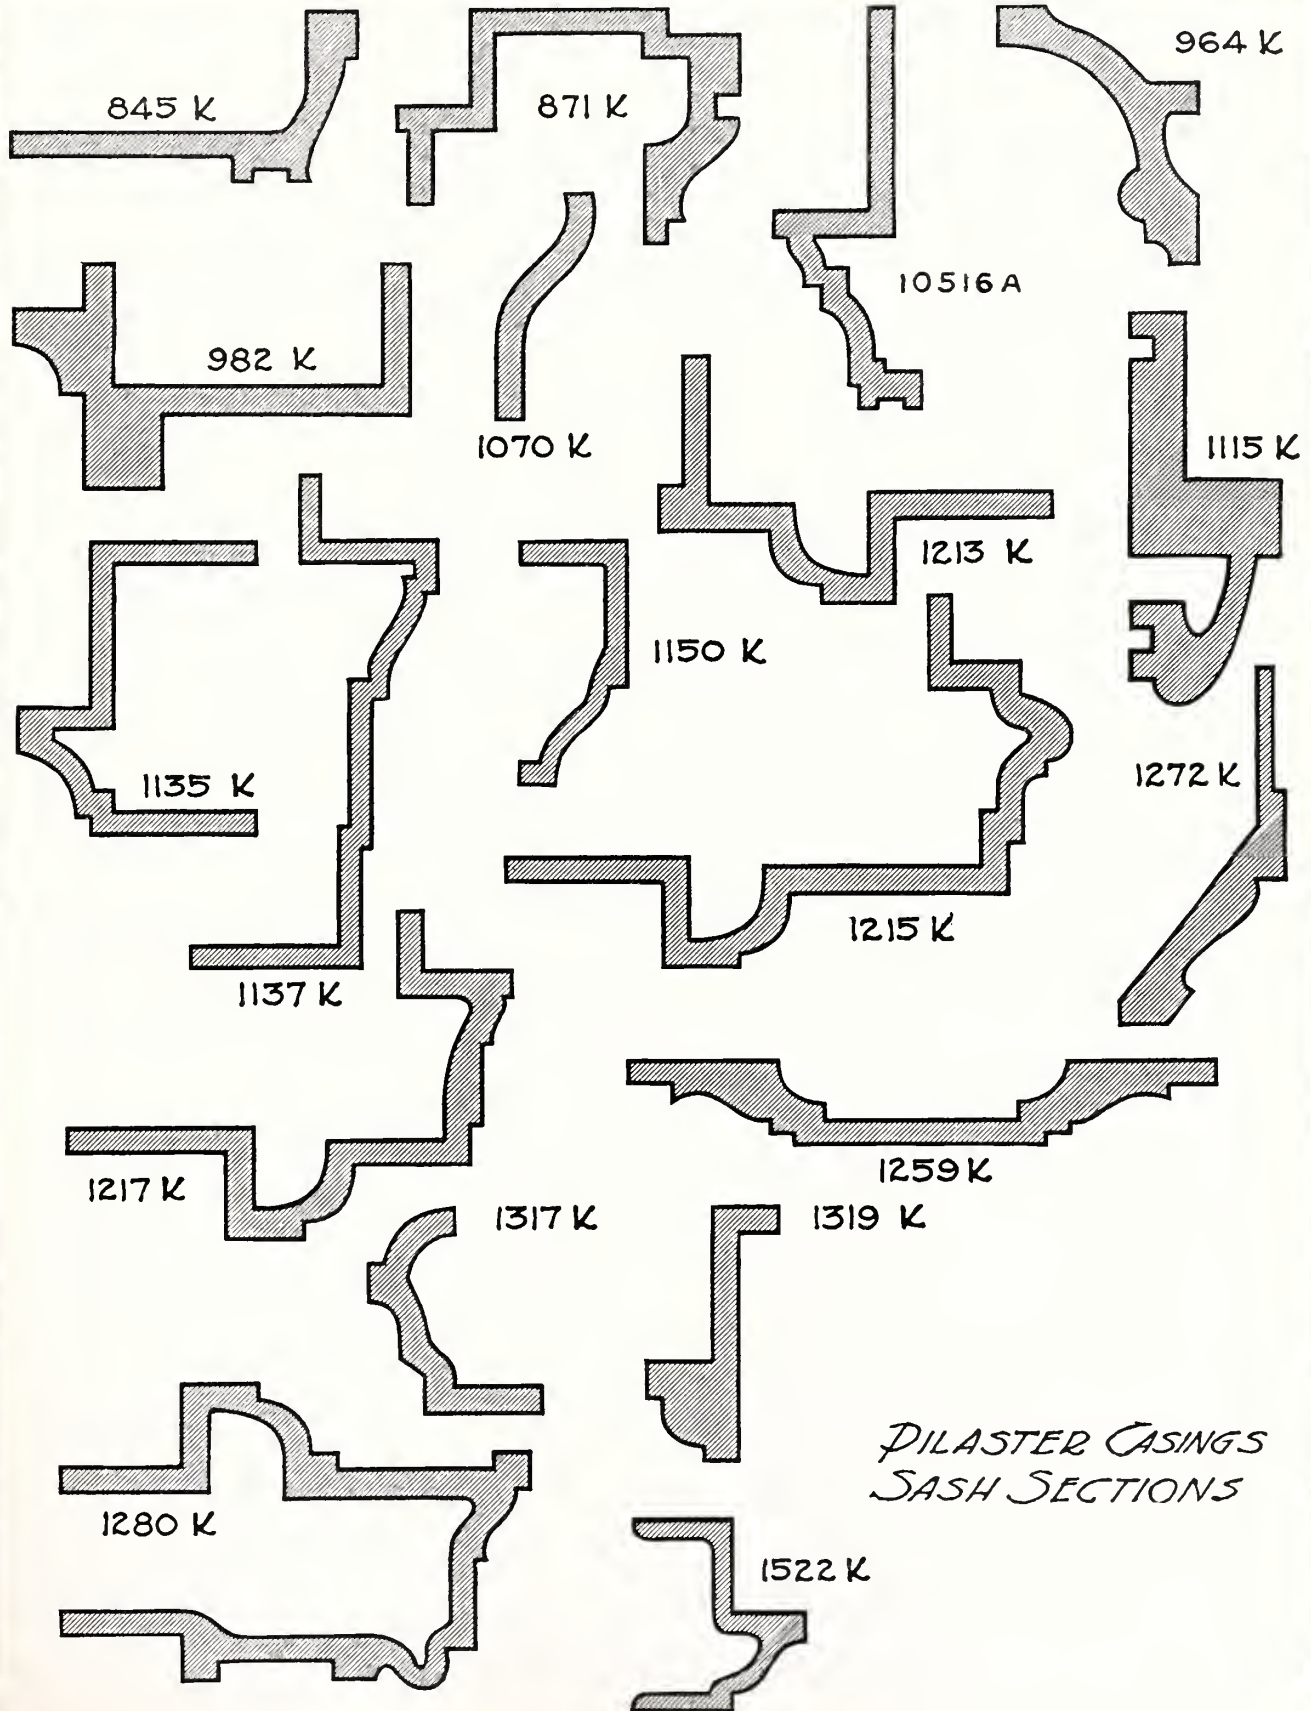 964 K
845 K
871 K
10516A
982 K
1070 K
1115 K
1213 K
1150 K
1135 K
1272 K
1215 K
1137 K
1259 K
1217 K
1317 K
1319 K
PILASTER CASINGS
SASH SECTIONS
1280 K
1522 K